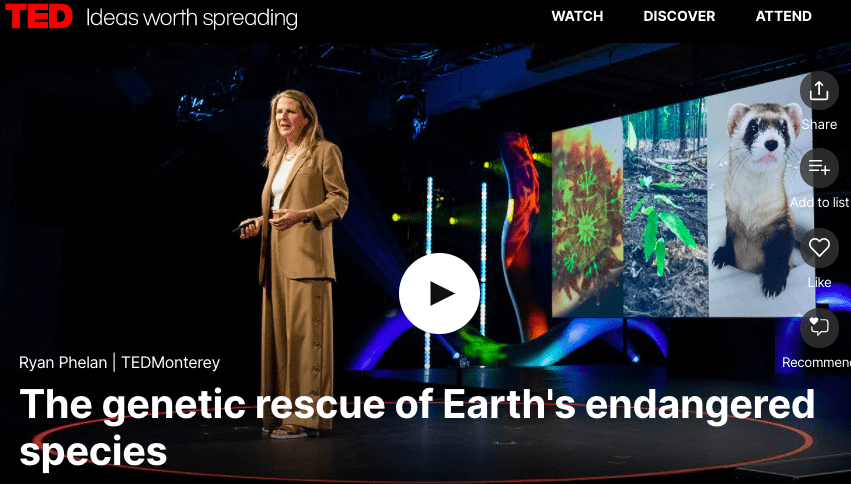 TED Ideas worth spreading
WATCH DISCOVER ATTEND
Share
Add to list
Like
Recommen
Ryan Phelan | TEDMonterey
The genetic rescue of Earth's endangered
species